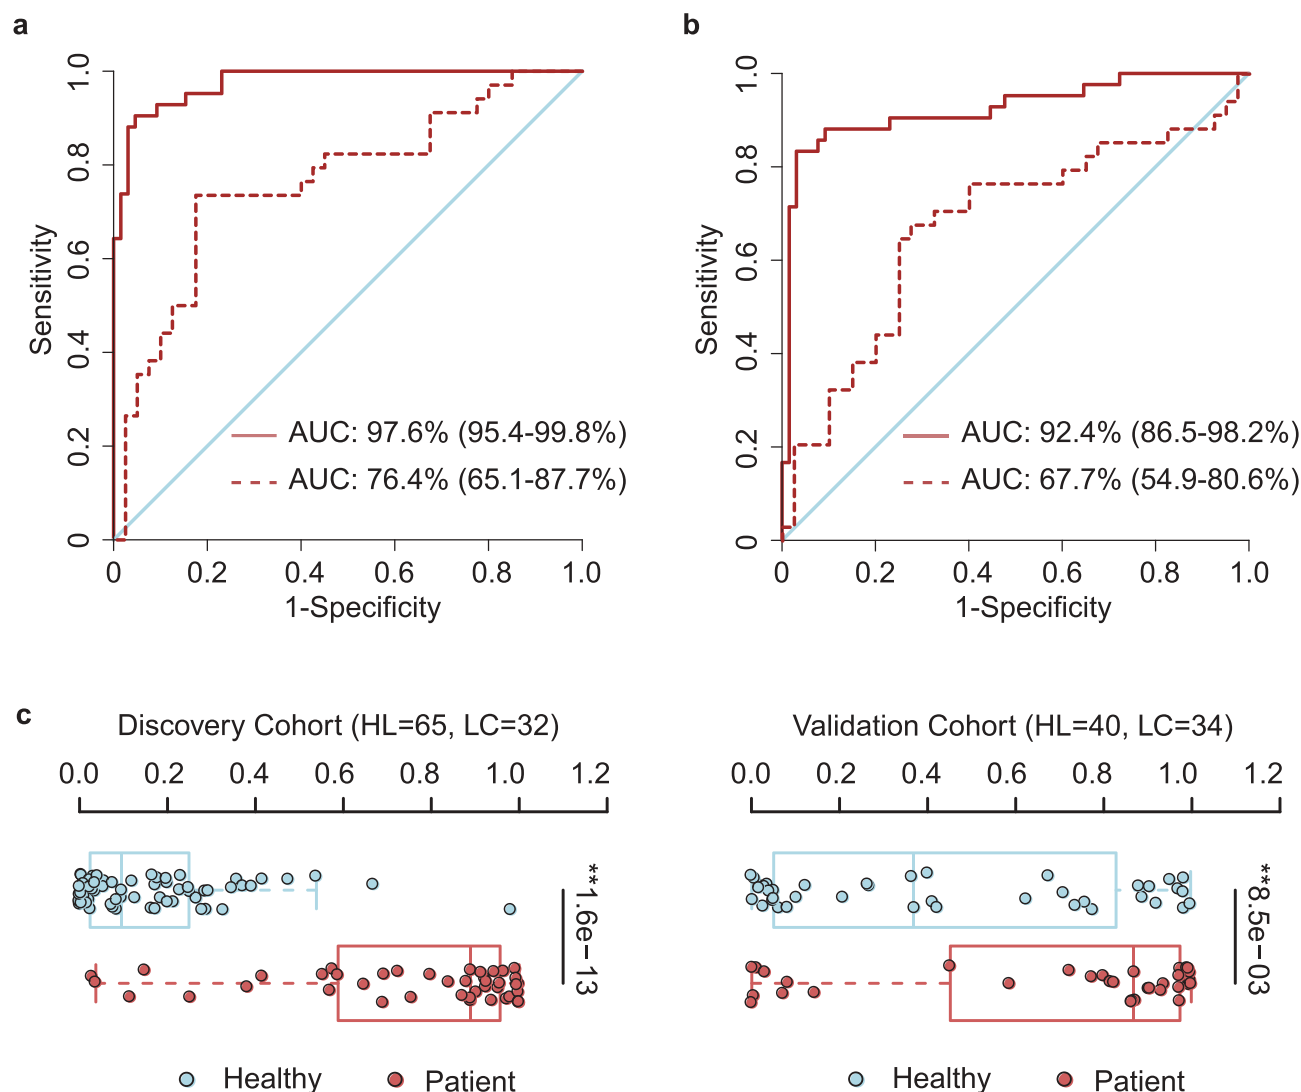 a
1.0
0.8
0.6
0.4
0.2
0
Sensitivity
0 0.2 0.4 0.6 0.8 1.0
1-Specificity
AUC: 97.6% (95.4-99.8%)
AUC: 76.4% (65.1-87.7%)
b
1.0
0.8
0.6
0.4
0.2
0
Sensitivity
0 0.2 0.4 0.6 0.8 1.0
1-Specificity
AUC: 92.4% (86.5-98.2%)
AUC: 67.7% (54.9-80.6%)
c
Discovery Cohort (HL=65, LC=32)
0.0 0.2 0.4 0.6 0.8 1.0 1.2
**1.6e−13
Healthy Patient
Validation Cohort (HL=40, LC=34)
0.0 0.2 0.4 0.6 0.8 1.0 1.2
**8.5e−03
Healthy Patient